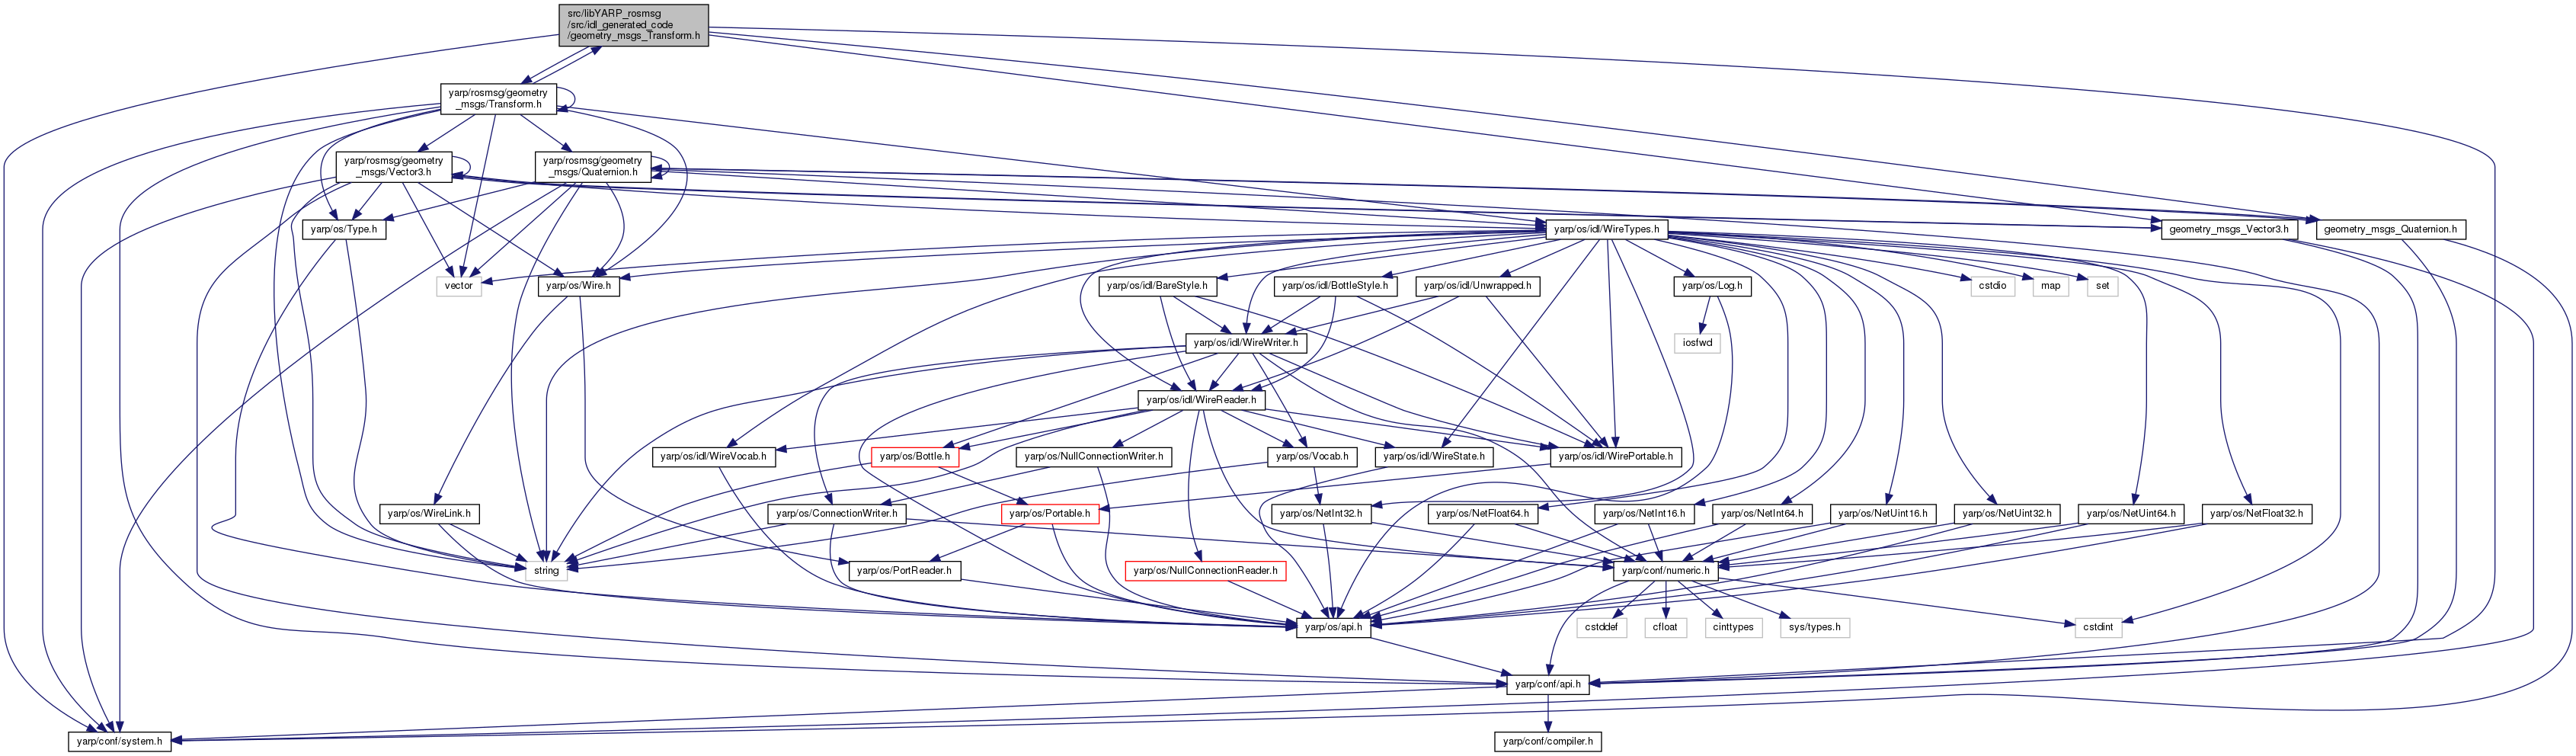 src/libYARP_rosmsg
/src/idl_generated_code
/geometry_msgs_Transform.h
yarp/rosmsg/geometry
_msgs/Transform.h
yarp/rosmsg/geometry
_msgs/Vector3.h
yarp/rosmsg/geometry
_msgs/Quaternion.h
yarp/os/Type.h
yarp/os/idl/WireTypes.h
geometry_msgs_Vector3.h
geometry_msgs_Quaternion.h
vector
yarp/os/Wire.h
yarp/os/idl/BareStyle.h
yarp/os/idl/BottleStyle.h
yarp/os/idl/Unwrapped.h
yarp/os/Log.h
cstdio
map
set
yarp/os/idl/WireWriter.h
iosfwd
yarp/os/idl/WireReader.h
yarp/os/idl/WireVocab.h
yarp/os/Bottle.h
yarp/os/NullConnectionWriter.h
yarp/os/Vocab.h
yarp/os/idl/WireState.h
yarp/os/idl/WirePortable.h
yarp/os/WireLink.h
yarp/os/ConnectionWriter.h
yarp/os/Portable.h
yarp/os/NetInt32.h
yarp/os/NetFloat64.h
yarp/os/NetInt16.h
yarp/os/NetInt64.h
yarp/os/NetUint16.h
yarp/os/NetUint32.h
yarp/os/NetUint64.h
yarp/os/NetFloat32.h
string
yarp/os/PortReader.h
yarp/os/NullConnectionReader.h
yarp/conf/numeric.h
yarp/os/api.h
cstddef
cfloat
cinttypes
sys/types.h
cstdint
yarp/conf/api.h
yarp/conf/system.h
yarp/conf/compiler.h